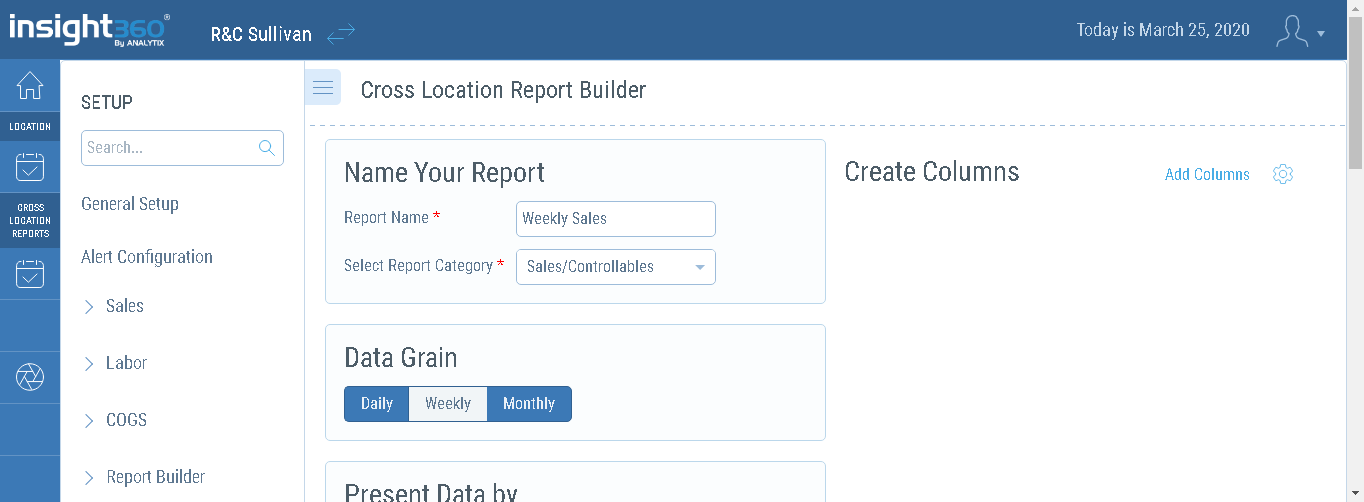 insight360®
By ANALYTIX
R&C Sullivan
Today is March 25, 2020
LOCATION
CROSS
LOCATION
REPORTS
SETUP
Search...
General Setup
Alert Configuration
Sales
Labor
COGS
Report Builder
Cross Location Report Builder
Name Your Report
Report Name *
Weekly Sales
Select Report Category *
Sales/Controllables
Data Grain
Daily Weekly Monthly
Present Data by
Create Columns
Add Columns